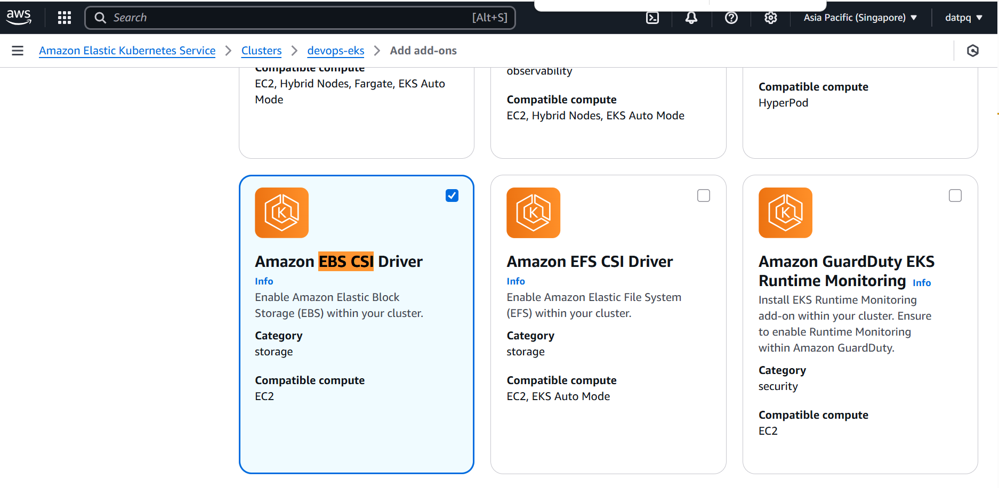 aws
Search
[Alt+S]
Asia Pacific (Singapore)
datpq
Amazon Elastic Kubernetes Service
Clusters
devops-eks
Add add-ons
Compatible compute
EC2, Hybrid Nodes, Fargate, EKS Auto
Mode
observability
Compatible compute
EC2, Hybrid Nodes, EKS Auto Mode
Compatible compute
HyperPod
K
Amazon EBS CSI Driver
Info
Enable Amazon Elastic Block
Storage (EBS) within your cluster.
Category
storage
Compatible compute
EC2
K
Amazon EFS CSI Driver
Info
Enable Amazon Elastic File System
(EFS) within your cluster.
Category
storage
Compatible compute
EC2, EKS Auto Mode
K
Amazon GuardDuty EKS
Runtime Monitoring Info
Install EKS Runtime Monitoring
add-on within your cluster. Ensure
to enable Runtime Monitoring
within Amazon GuardDuty.
Category
security
Compatible compute
EC2